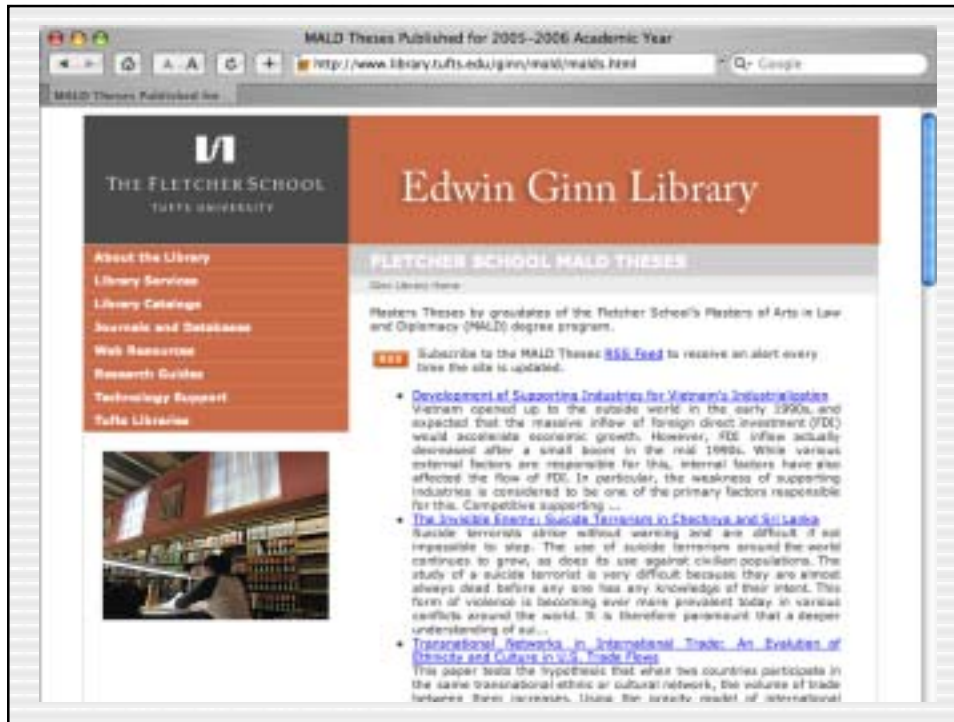 MALD Theses Published for 2005–2006 Academic Year
A A
http://www.library.tufts.edu/ginn/mald/malds.html
Google
MALD Theses Published for
THE FLETCHER SCHOOL
TUFTS UNIVERSITY
Edwin Ginn Library
About the Library
Library Services
Library Catalogs
Journals and Databases
Web Resources
Research Guides
Technology Support
Tufts Libraries
FLETCHER SCHOOL MALD THESES
Ginn Library Home
Masters Theses by graudates of the Fletcher School's Masters of Arts in Law
and Diplomacy (MALD) degree program.
RSS
Subscribe to the MALD Theses RSS Feed to receive an alert every
time the site is updated.
• Development of Supporting Industries for Vietnam's Industrialization
Vietnam opened up to the outside world in the early 1990s, and
expected that the massive inflow of foreign direct investment (FDI)
would accelerate economic growth. However, FDI inflow actually
decreased after a small boom in the mid 1990s. While various
external factors are responsible for this, internal factors have also
affected the flow of FDI. In particular, the weakness of supporting
industries is considered to be one of the primary factors responsible
for this. Competitive supporting ...
• The Invisible Enemy: Suicide Terrorism in Chechnya and Sri Lanka
Suicide terrorists strike without warning and are difficult if not
impossible to stop. The use of suicide terrorism around the world
continues to grow, as does its use against civilian populations. The
study of a suicide terrorist is very difficult because they are almost
always dead before any one has any knowledge of their intent. This
form of violence is becoming ever more prevalent today in various
conflicts around the world. It is therefore paramount that a deeper
understanding of sui...
• Transnational Networks in International Trade: An Evolution of
Ethnicity and Culture in U.S. Trade Flows
This paper tests the hypothesis that when two countries participate in
the same transnational ethnic or cultural network, the volume of trade
between them increases. Using the gravity model of international